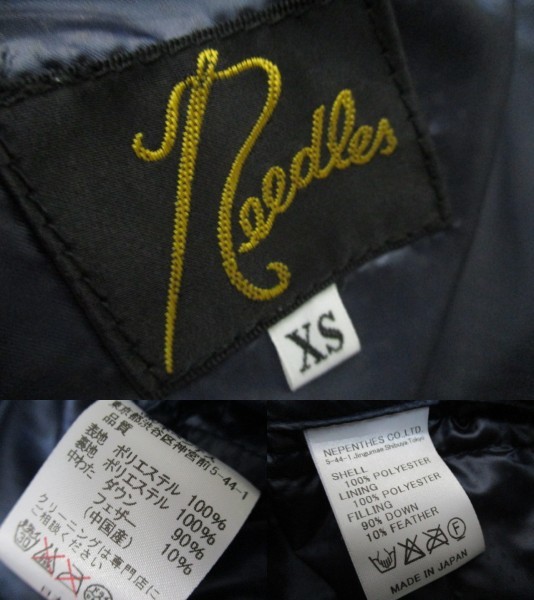 Needles
XS
東京都渋谷区神宮前5-44-1
品質
表地 ポリエステル 100%
裏地 ポリエステル 100%
中わた ダウン 90%
フェザー 10%
(中国産)
クリーニングは専門店に
ご相談ください
NEPENTHES CO.,LTD
5-44-1, Jingumae, Shibuya, Tokyo
SHELL
100% POLYESTER
LINING
100% POLYESTER
FILLING
90% DOWN
10% FEATHER
MADE IN JAPAN